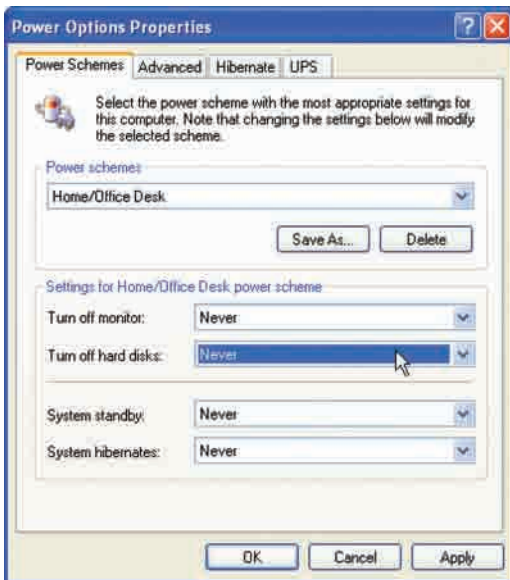 Power Options Properties
Power Schemes Advanced Hibernate UPS
Select the power scheme with the most appropriate settings for
this computer. Note that changing the settings below will modify
the selected scheme.
Power schemes
Home/Office Desk
Save As... Delete
Settings for Home/Office Desk power scheme
Turn off monitor: Never
Turn off hard disks: Never
System standby: Never
System hibernates: Never
OK Cancel Apply